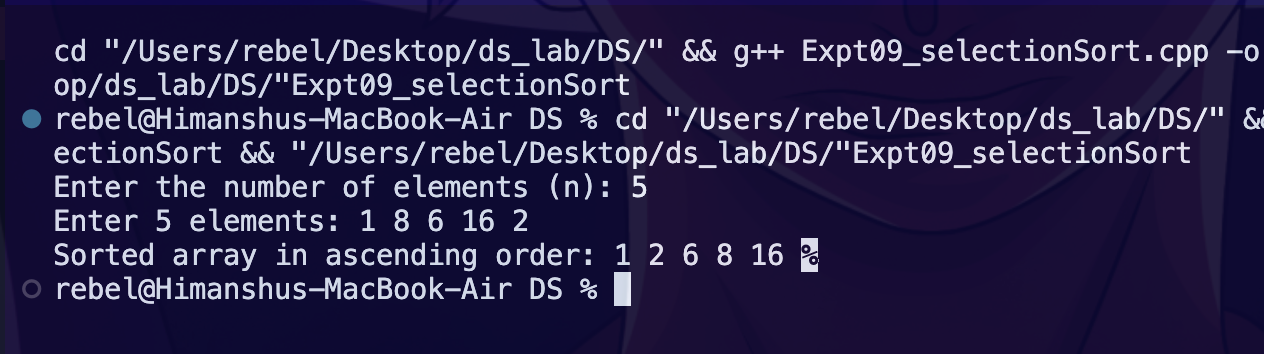 cd "/Users/rebel/Desktop/ds_lab/DS/" && g++ Expt09_selectionSort.cpp -o
op/ds_lab/DS/"Expt09_selectionSort
rebel@Himanshus-MacBook-Air DS % cd "/Users/rebel/Desktop/ds_lab/DS/" &&
ectionSort && "/Users/rebel/Desktop/ds_lab/DS/"Expt09_selectionSort
Enter the number of elements (n): 5
Enter 5 elements: 1 8 6 16 2
Sorted array in ascending order: 1 2 6 8 16 %
rebel@Himanshus-MacBook-Air DS %